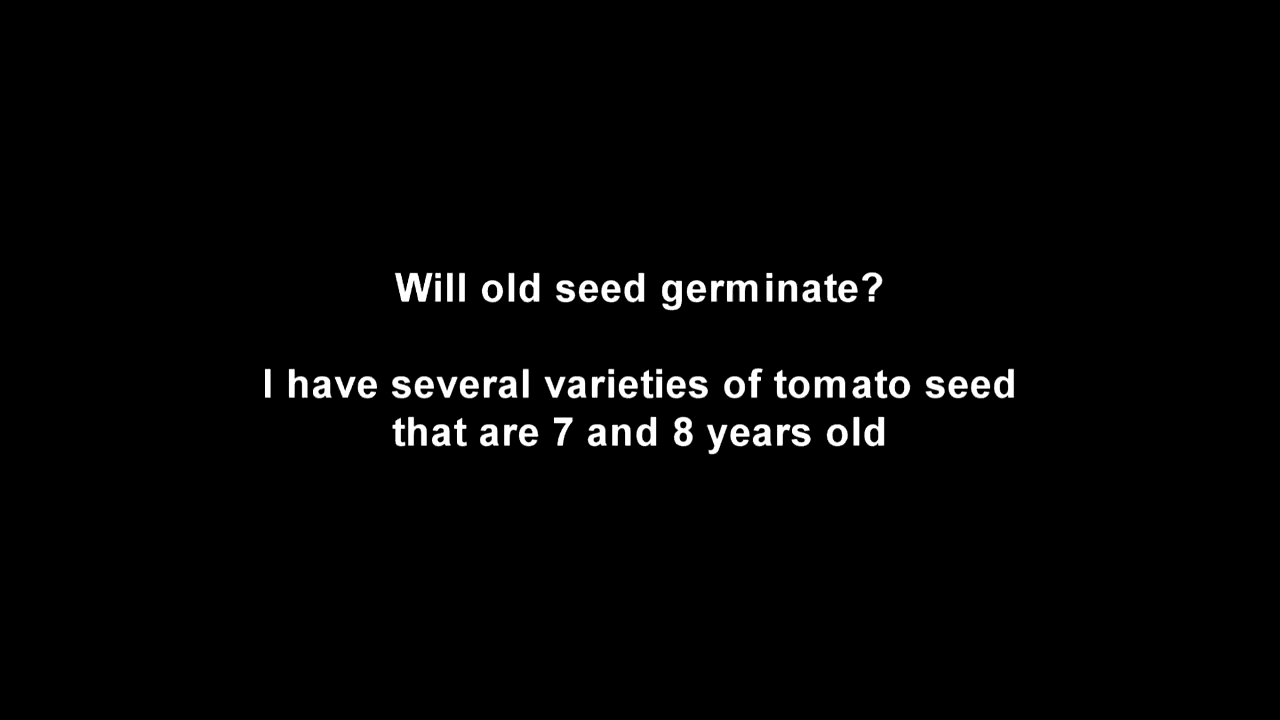 Will old seed germinate?
I have several varieties of tomato seed
that are 7 and 8 years old